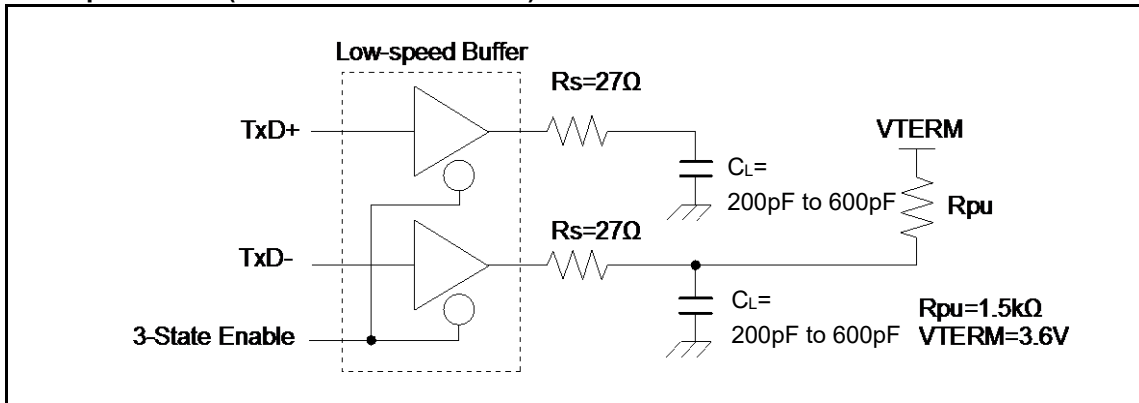 Low-speed Buffer
Rs=27Ω
TxD+
VTERM
CL=
200pF to 600pF
Rpu
Rs=27Ω
TxD-
CL=
200pF to 600pF
Rpu=1.5kΩ
VTERM=3.6V
3-State Enable